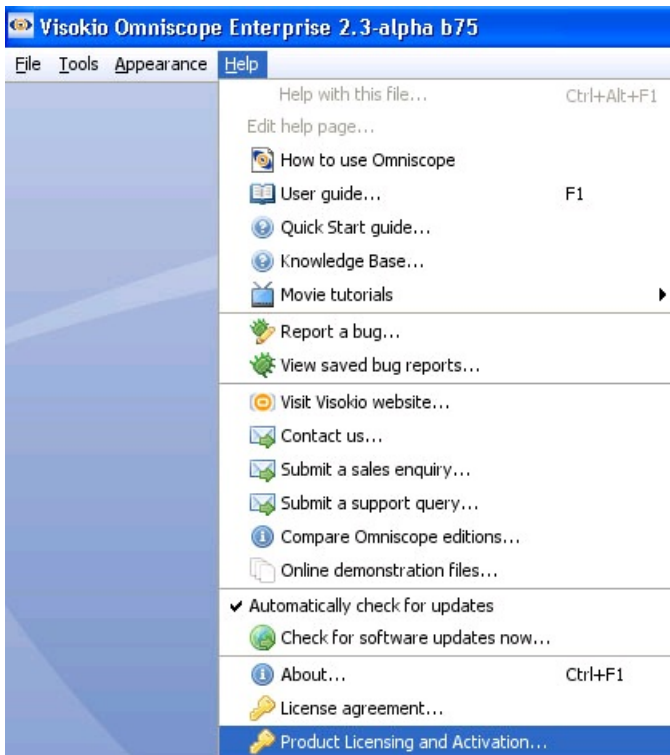 Visokio Omniscope Enterprise 2.3-alpha b75
File Tools Appearance Help
Help with this file... Ctrl+Alt+F1
Edit help page...
How to use Omniscope
User guide... F1
Quick Start guide...
Knowledge Base...
Movie tutorials
Report a bug...
View saved bug reports...
Visit Visokio website...
Contact us...
Submit a sales enquiry...
Submit a support query...
Compare Omniscope editions...
Online demonstration files...
Automatically check for updates
Check for software updates now...
About... Ctrl+F1
License agreement...
Product Licensing and Activation...